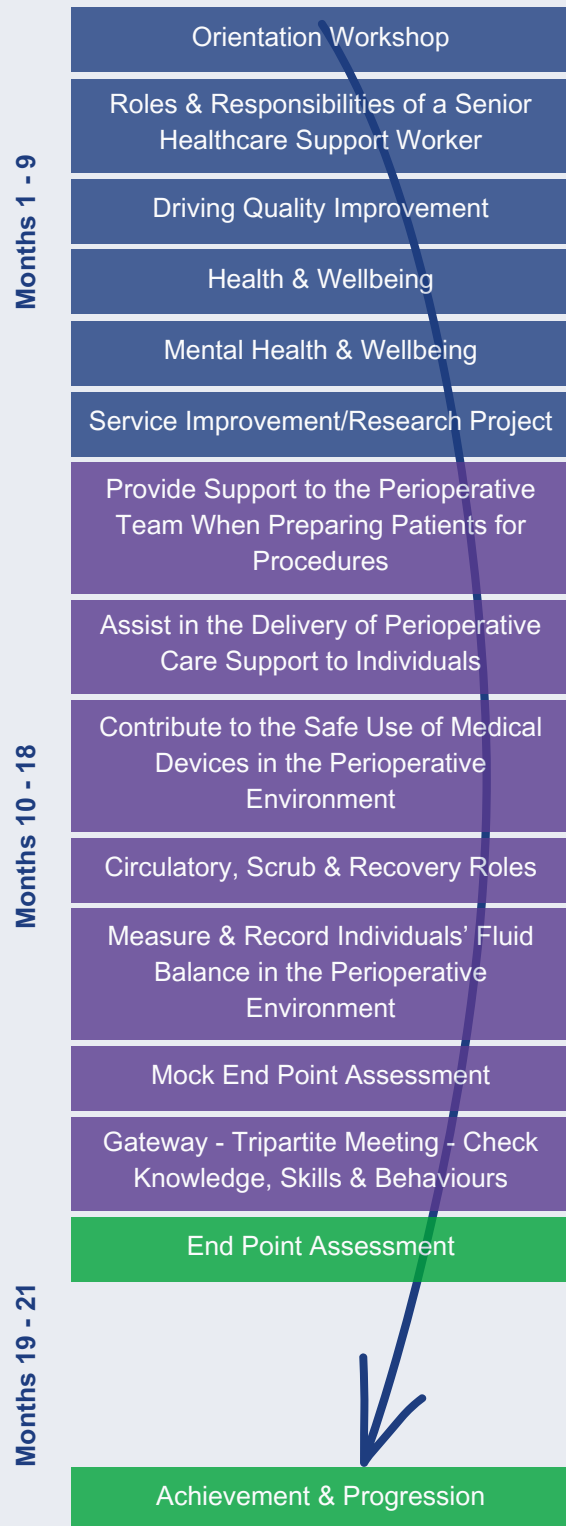 Months 1 - 9
Orientation Workshop
Roles & Responsibilities of a Senior
Healthcare Support Worker
Driving Quality Improvement
Health & Wellbeing
Mental Health & Wellbeing
Service Improvement/Research Project
Months 10 - 18
Provide Support to the Perioperative
Team When Preparing Patients for
Procedures
Assist in the Delivery of Perioperative
Care Support to Individuals
Contribute to the Safe Use of Medical
Devices in the Perioperative
Environment
Circulatory, Scrub & Recovery Roles
Measure & Record Individuals’ Fluid
Balance in the Perioperative
Environment
Mock End Point Assessment
Gateway - Tripartite Meeting - Check
Knowledge, Skills & Behaviours
Months 19 - 21
End Point Assessment
Achievement & Progression